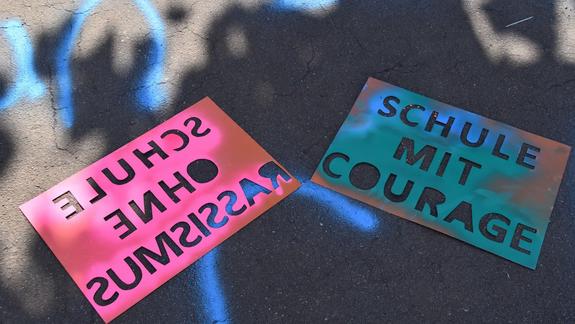 SCHULE
OHNE
RASSISMUS
SCHULE
MIT
COURAGE